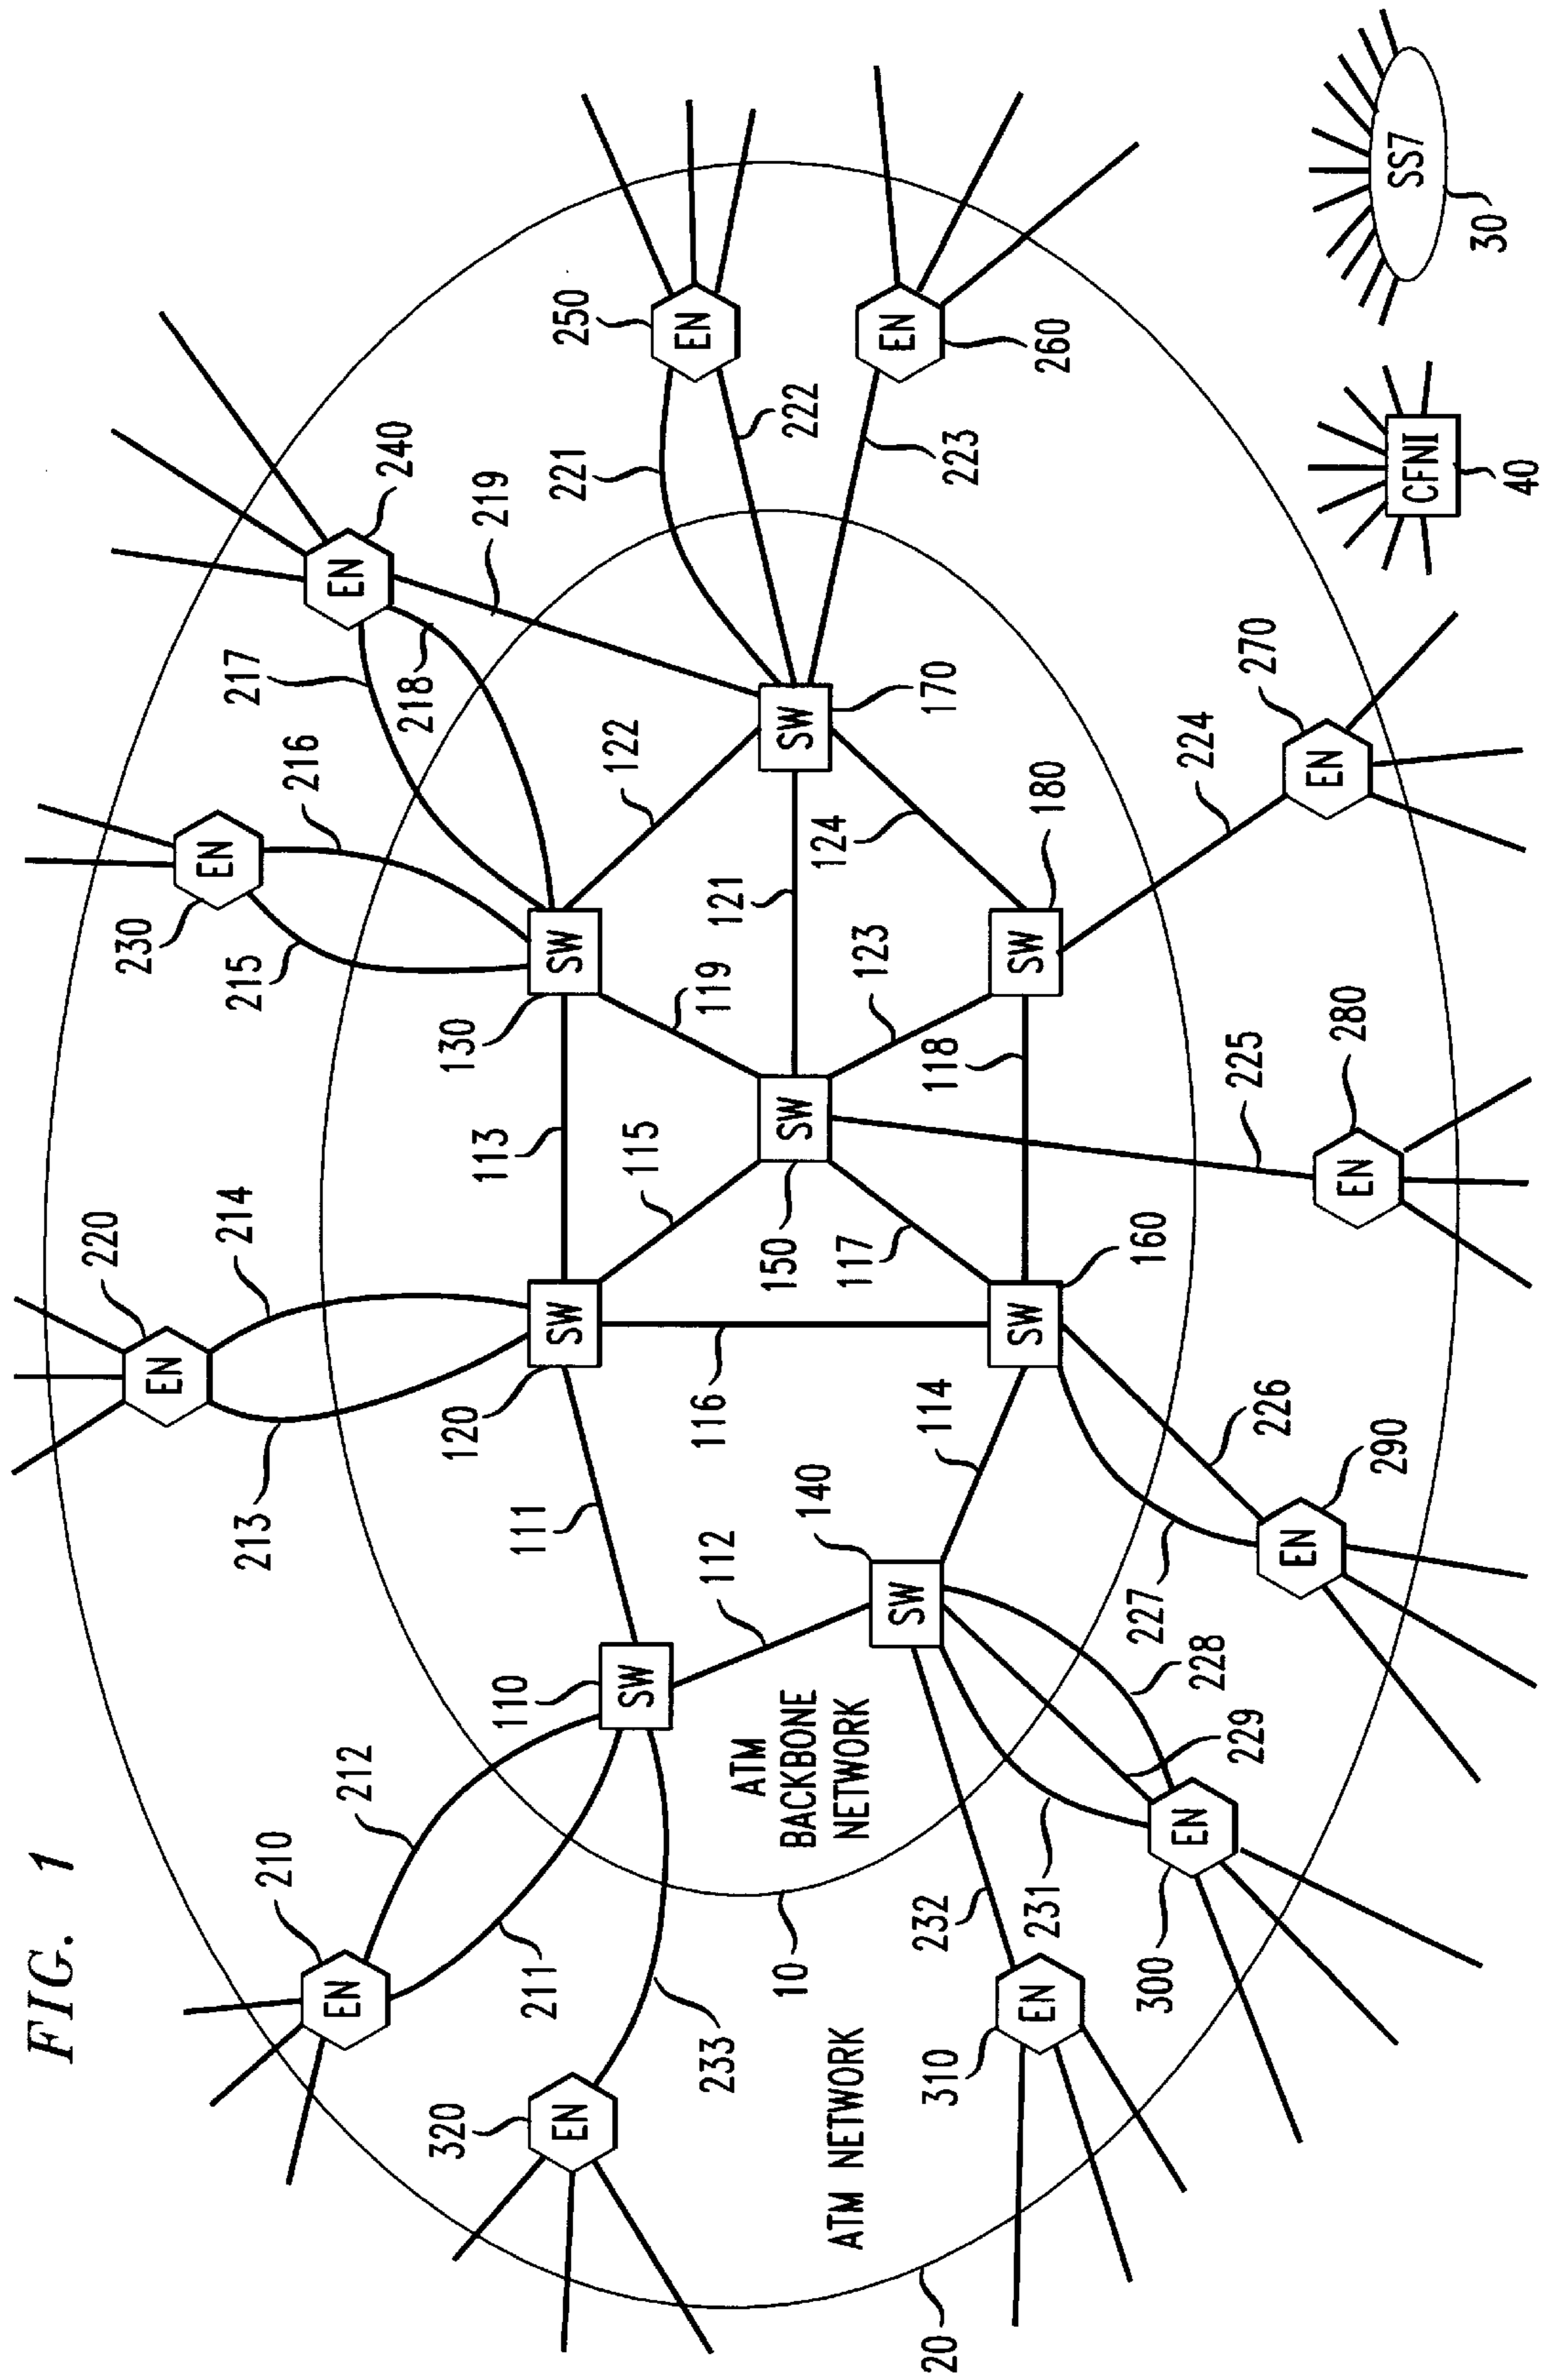 FIG. 1
220
230
240
EN
EN
EN
213
214
215
216
217
218
219
210
212
EN
211
320
EN
233
110
SW
111
120
SW
113
130
SW
122
221
250
EN
222
112
116
115
119
121
150
SW
170
SW
223
EN
260
ATM
BACKBONE
NETWORK
10
ATM NETWORK
20
140
SW
114
117
123
124
118
160
SW
180
SW
232
231
310
EN
300
EN
229
228
227
226
290
EN
225
280
EN
224
270
EN
CFNI
40
SS7
30